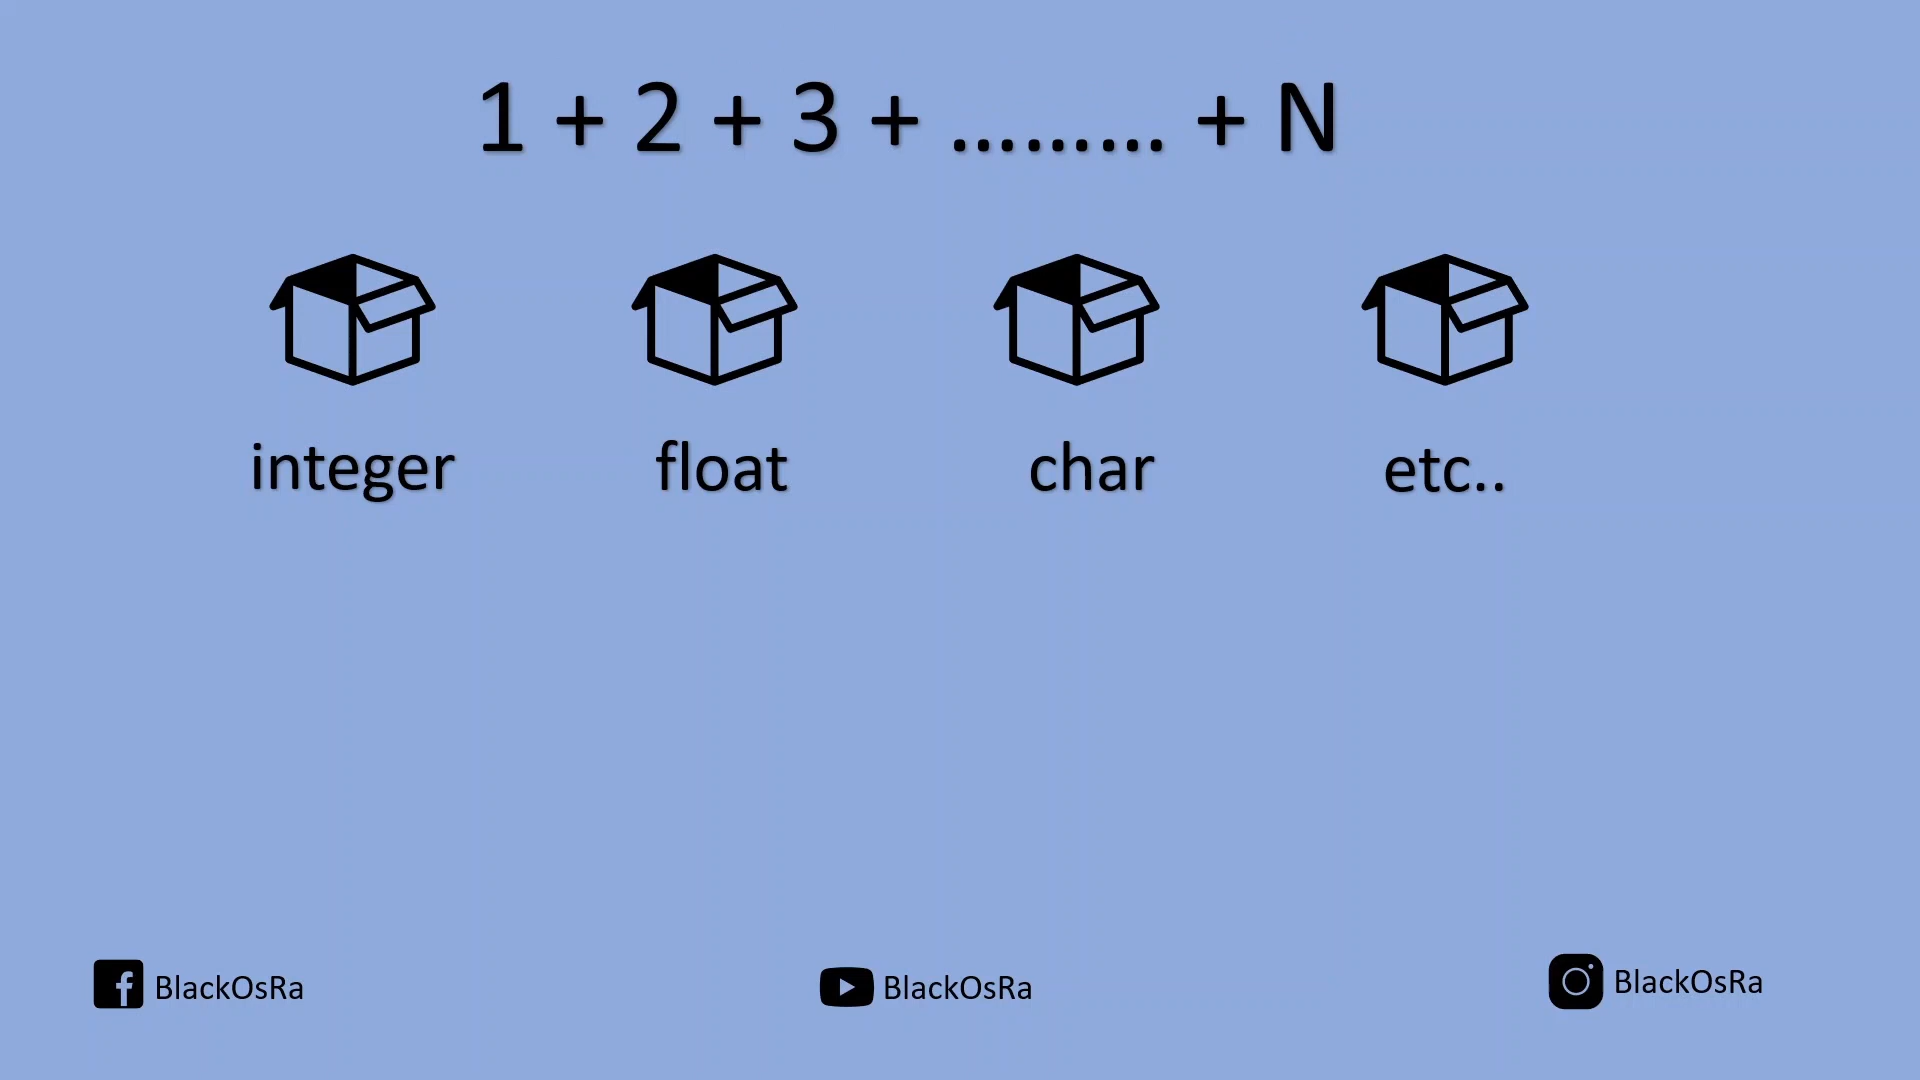 1 + 2 + 3 + ……… + N
integer float char etc..
BlackOsRa BlackOsRa BlackOsRa